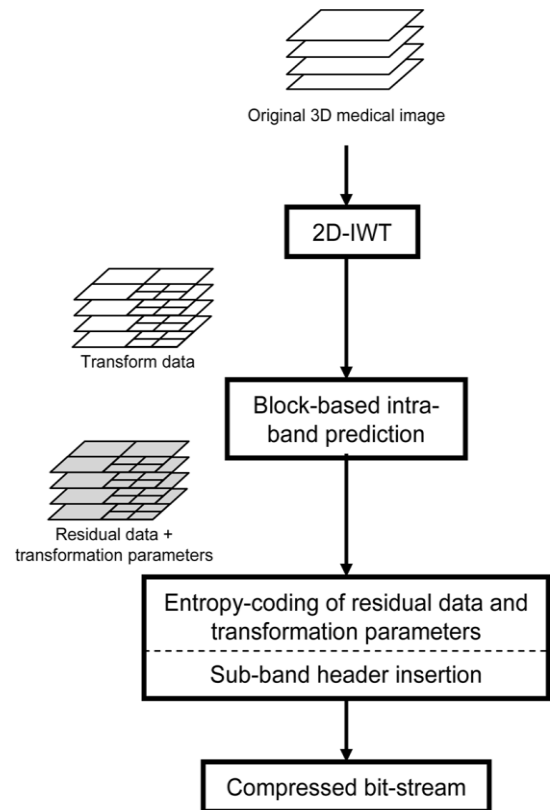 Original 3D medical image
2D-IWT
Transform data
Block-based intra-
band prediction
Residual data +
transformation parameters
Entropy-coding of residual data and
transformation parameters
Sub-band header insertion
Compressed bit-stream